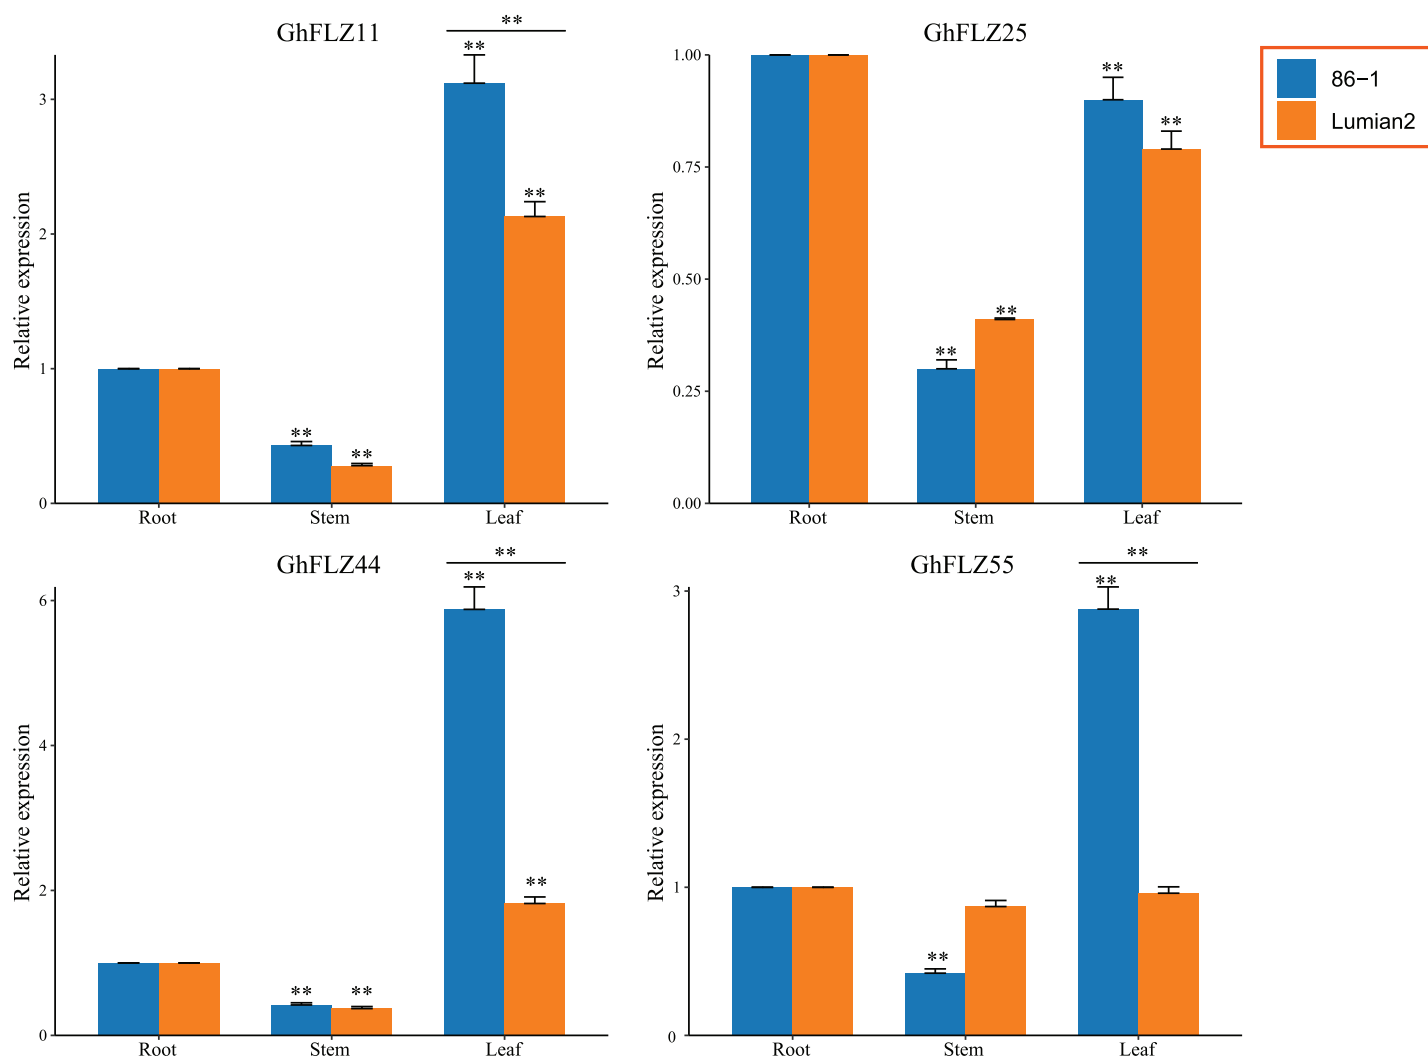 GhFLZ11
**
**
**
**
**
Relative expression
3
2
1
0
Root Stem Leaf
GhFLZ25
**
**
**
**
Relative expression
1.00
0.75
0.50
0.25
0.00
Root Stem Leaf
86−1
Lumian2
GhFLZ44
**
**
**
**
**
Relative expression
6
4
2
0
Root Stem Leaf
GhFLZ55
**
**
**
Relative expression
3
2
1
0
Root Stem Leaf